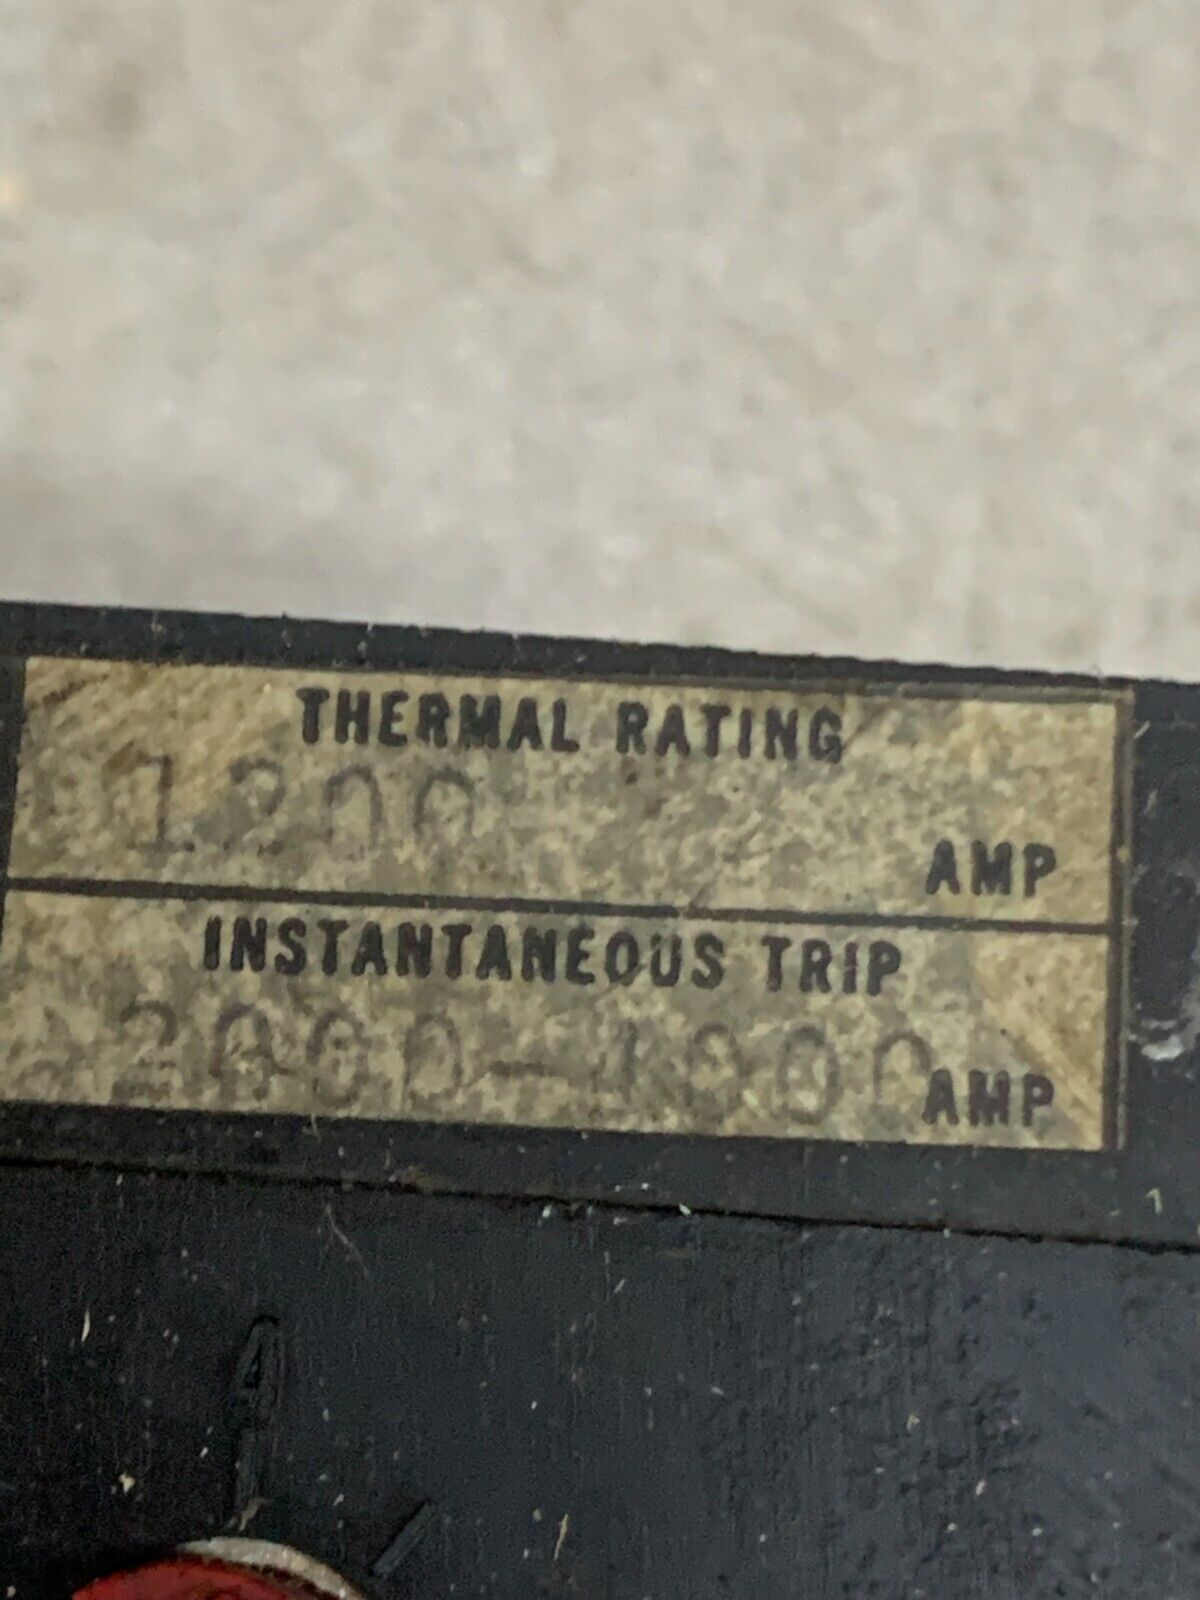 THERMAL RATING
1200 AMP
INSTANTANEOUS TRIP
AMP